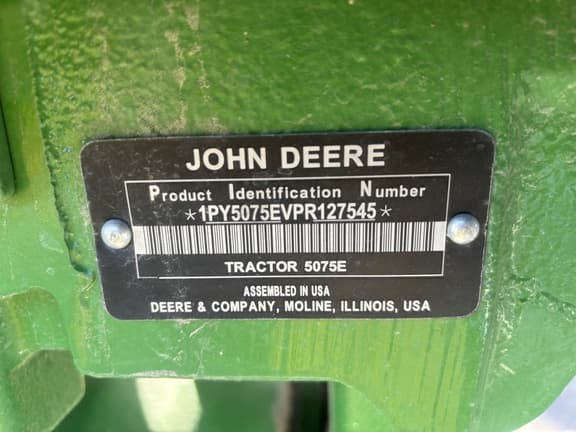 JOHN DEERE
Product Identification Number
*1PY5075EVPR127545*
TRACTOR 5075E
ASSEMBLED IN USA
DEERE & COMPANY, MOLINE, ILLINOIS, USA